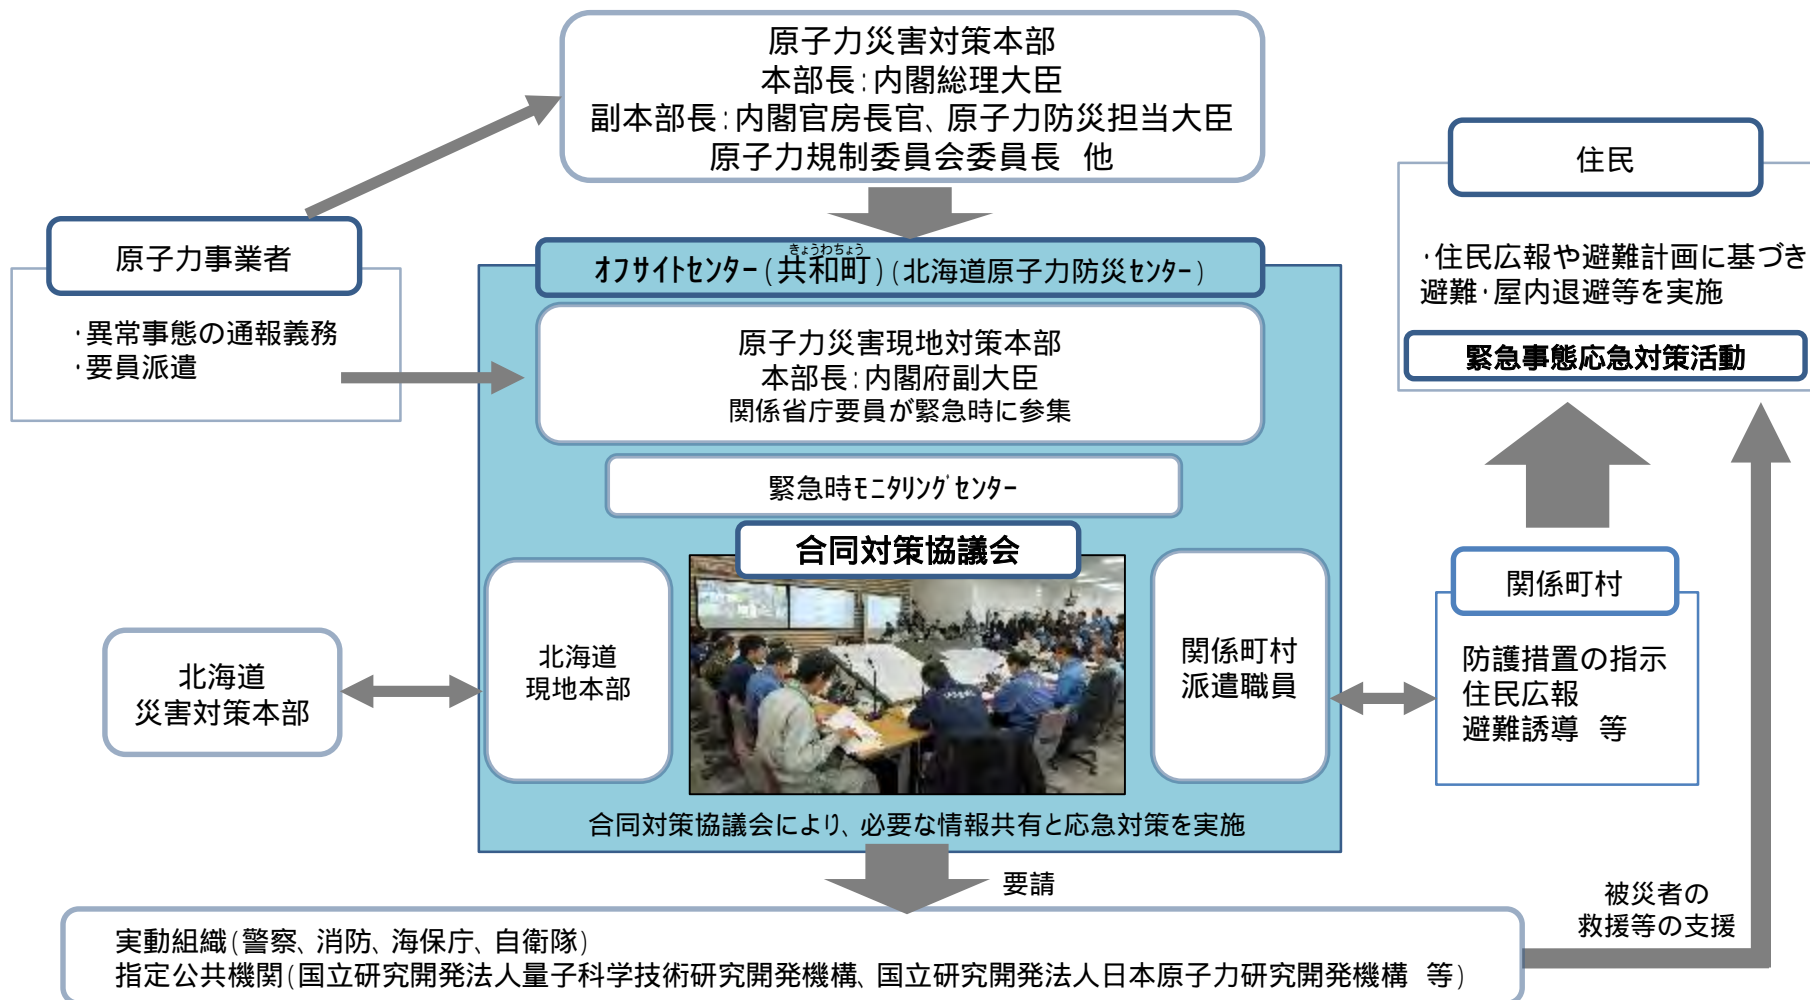 原子力災害対策本部
本部長:内閣総理大臣
副本部長:内閣官房長官、原子力防災担当大臣
原子力規制委員会委員長 他
原子力事業者
・異常事態の通報義務
・要員派遣
きょうわちょう
オフサイトセンター(共和町)(北海道原子力防災センター)
原子力災害現地対策本部
本部長:内閣府副大臣
関係省庁要員が緊急時に参集
緊急時モニタリングセンター
合同対策協議会
北海道
災害対策本部
北海道
現地本部
関係町村
派遣職員
合同対策協議会により、必要な情報共有と応急対策を実施
要請
住民
・住民広報や避難計画に基づき
避難・屋内退避等を実施
緊急事態応急対策活動
関係町村
防護措置の指示
住民広報
避難誘導 等
被災者の
救援等の支援
実動組織(警察、消防、海保庁、自衛隊)
指定公共機関(国立研究開発法人量子科学技術研究開発機構、国立研究開発法人日本原子力研究開発機構 等)